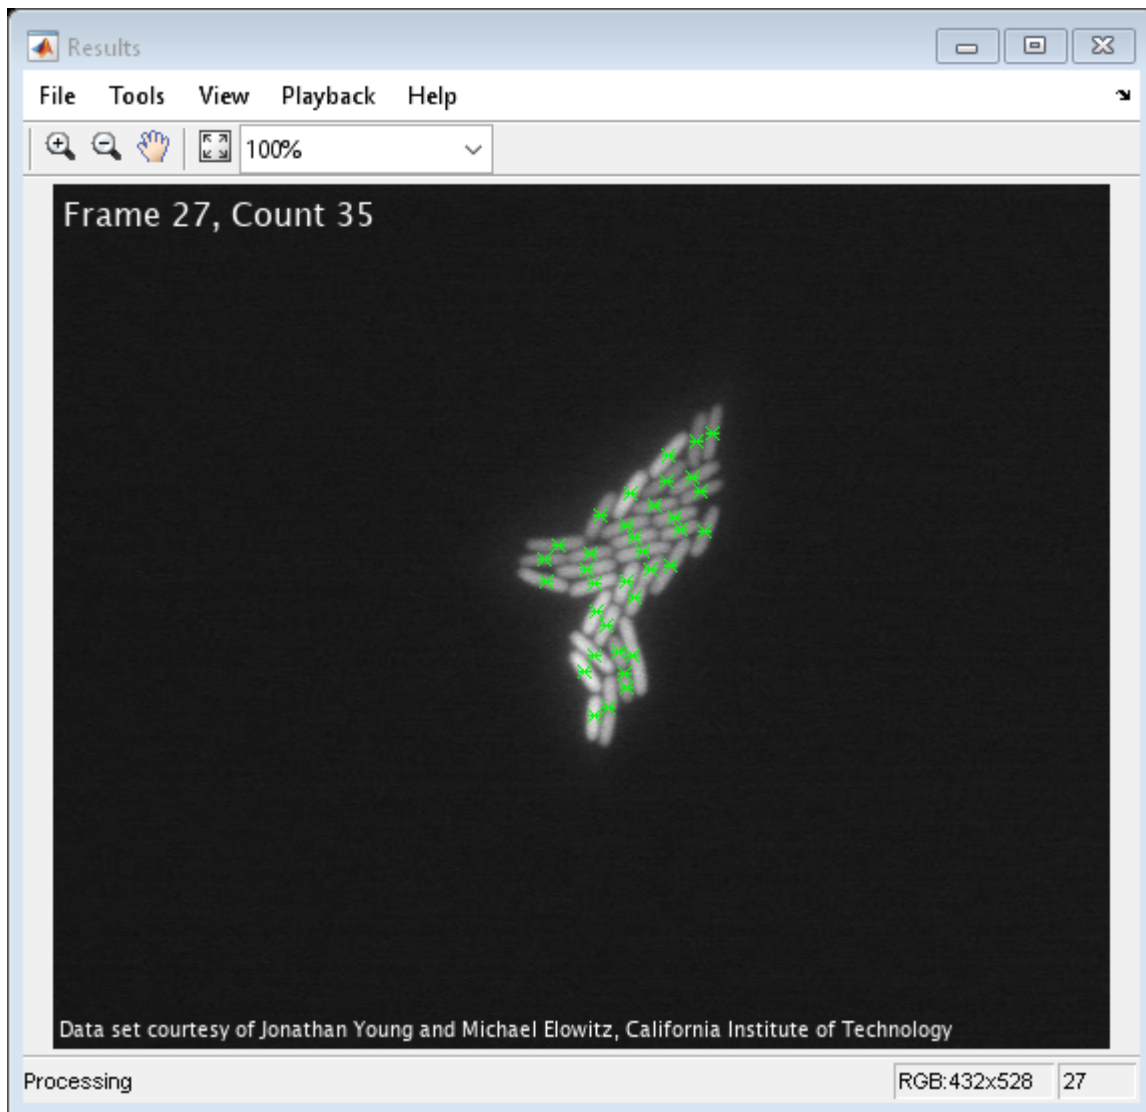 Results
File Tools View Playback Help
100%
Frame 27, Count 35
Data set courtesy of Jonathan Young and Michael Elowitz, California Institute of Technology
Processing RGB:432x528 27